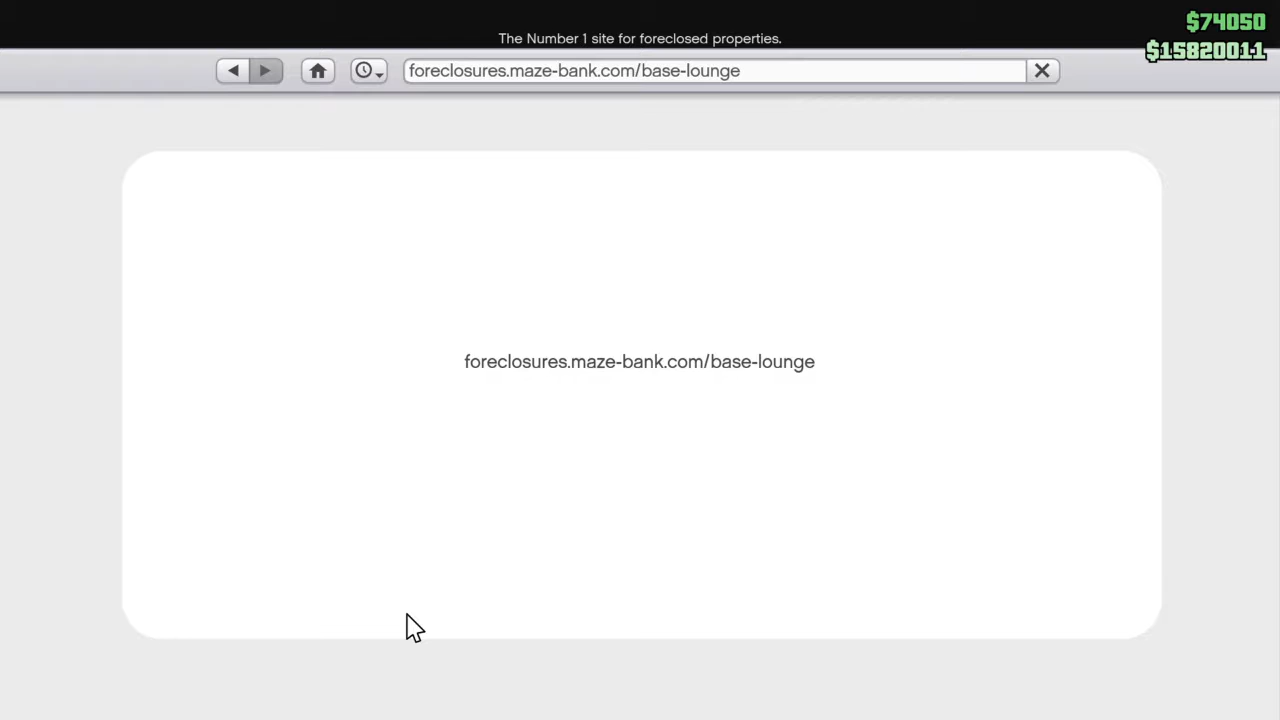 $74050
The Number 1 site for foreclosed properties.
$15820011
foreclosures.maze-bank.com/base-lounge
foreclosures.maze-bank.com/base-lounge